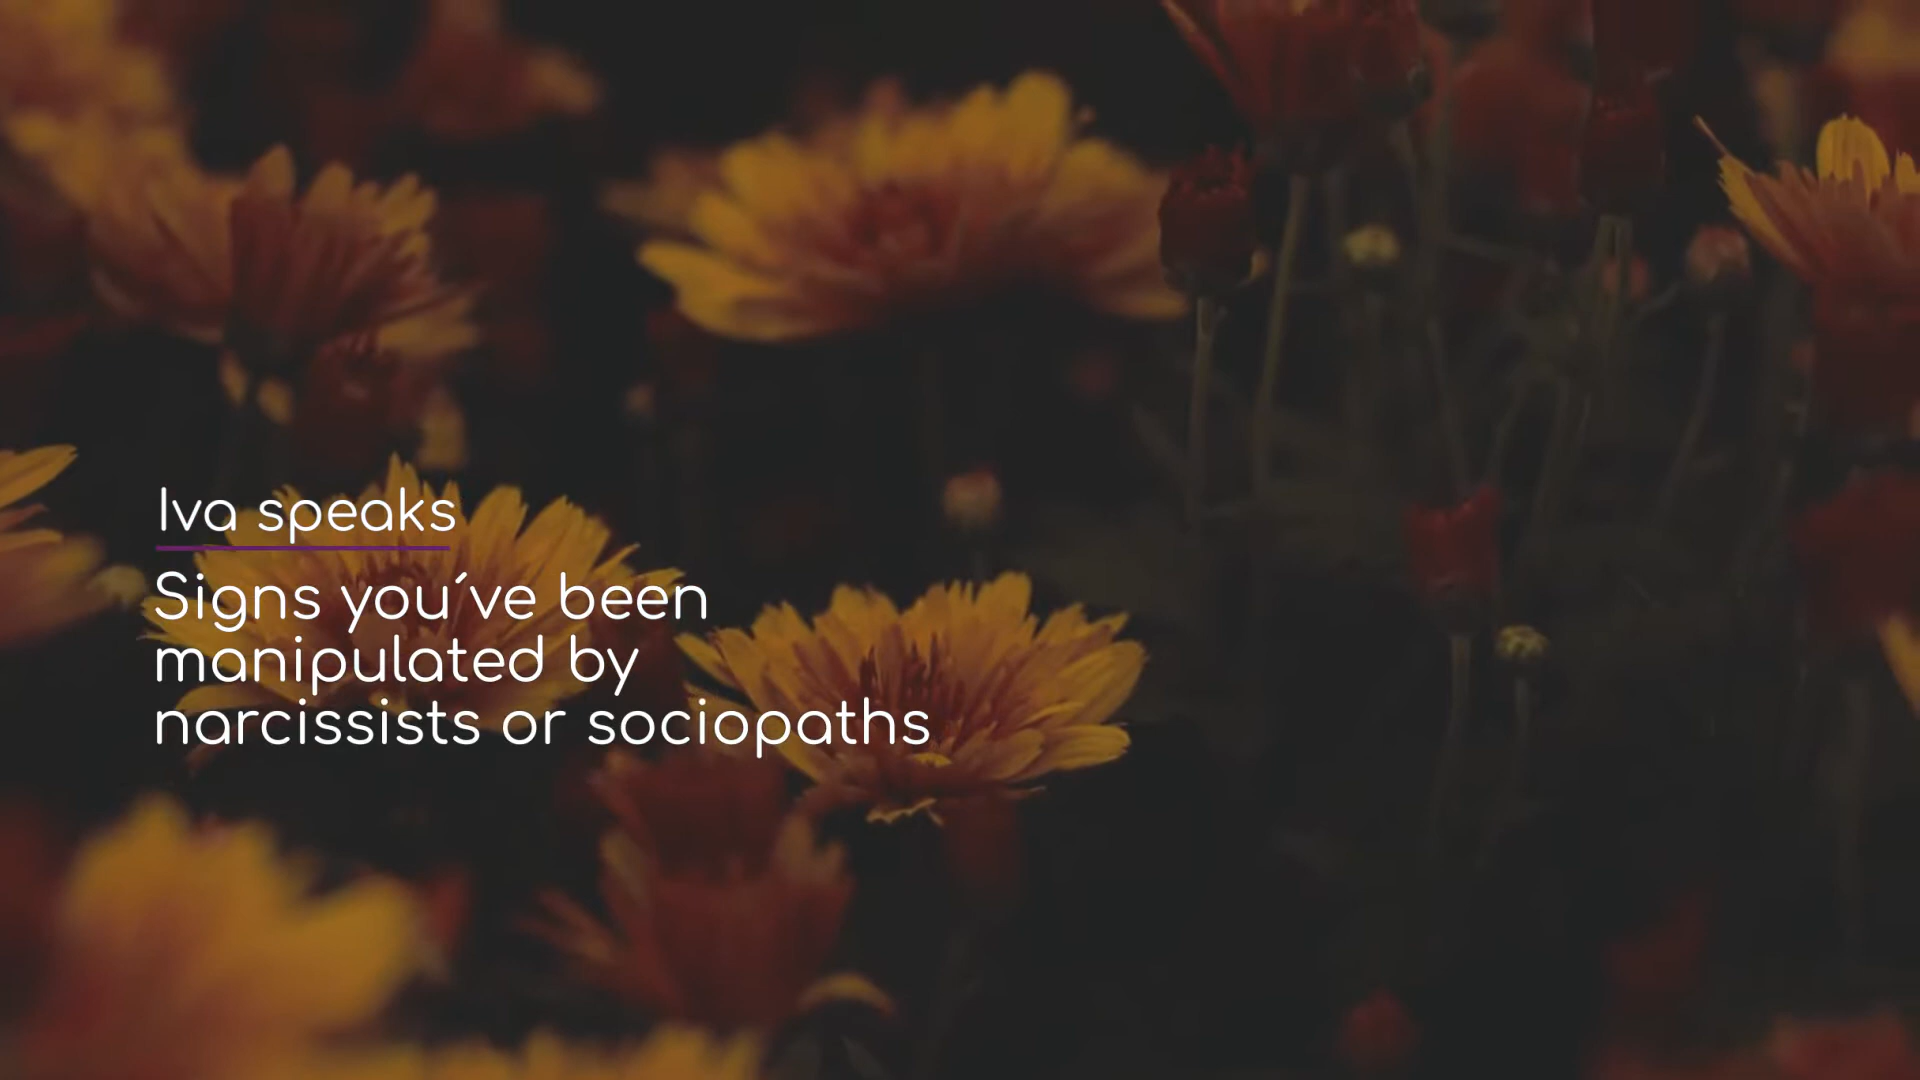 Iva speaks
Signs you´ve been
manipulated by
narcissists or sociopaths